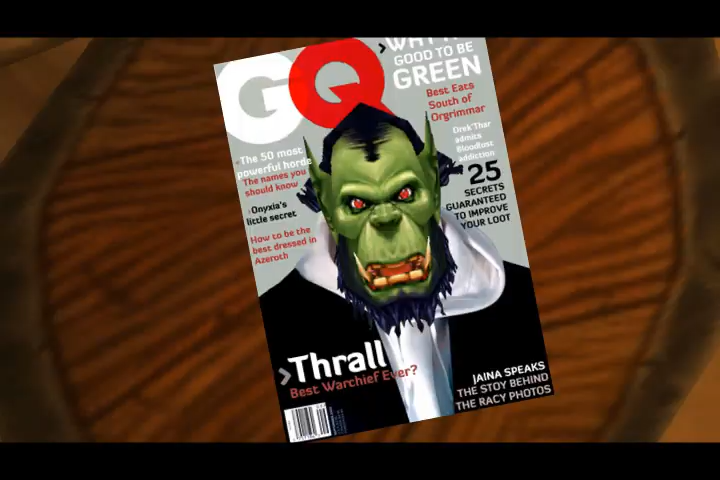 GQ
WHY IT'S
GOOD TO BE
GREEN
Best Eats
South of
Orgrimmar
Drek'Thar
admits
Bloodlust
addiction
25
SECRETS
GUARANTEED
TO IMPROVE
YOUR LOOT
The 50 most
powerful horde
The names you
should know
Onyxia's
little secret
How to be the
best dressed in
Azeroth
Thrall
Best Warchief Ever?
JAINA SPEAKS
THE STOY BEHIND
THE RACY PHOTOS